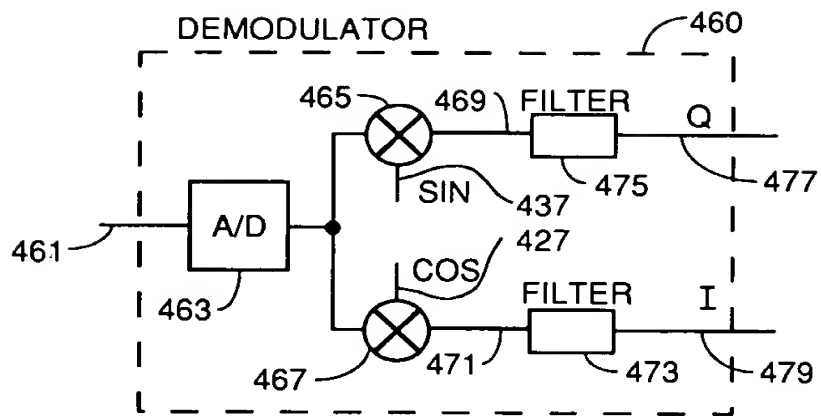 DEMODULATOR
460
465
469
FILTER
Q
475
477
SIN
437
461
A/D
463
427
COS
FILTER
I
467
471
473
479